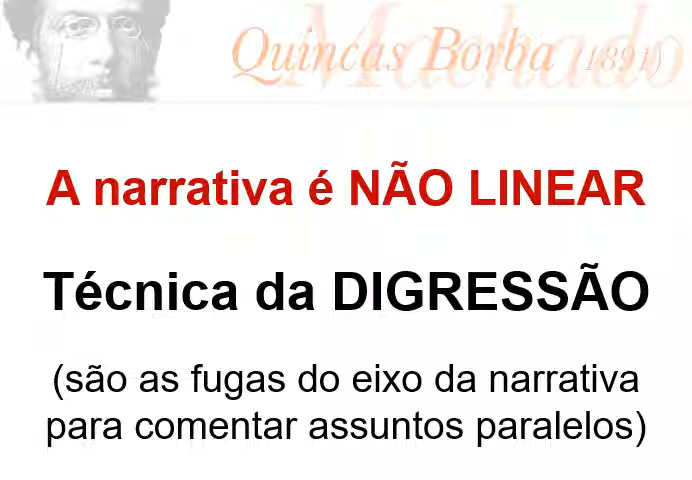 Machado
Quincas Borba (1891)
A narrativa é NÃO LINEAR
Técnica da DIGRESSÃO
(são as fugas do eixo da narrativa
para comentar assuntos paralelos)